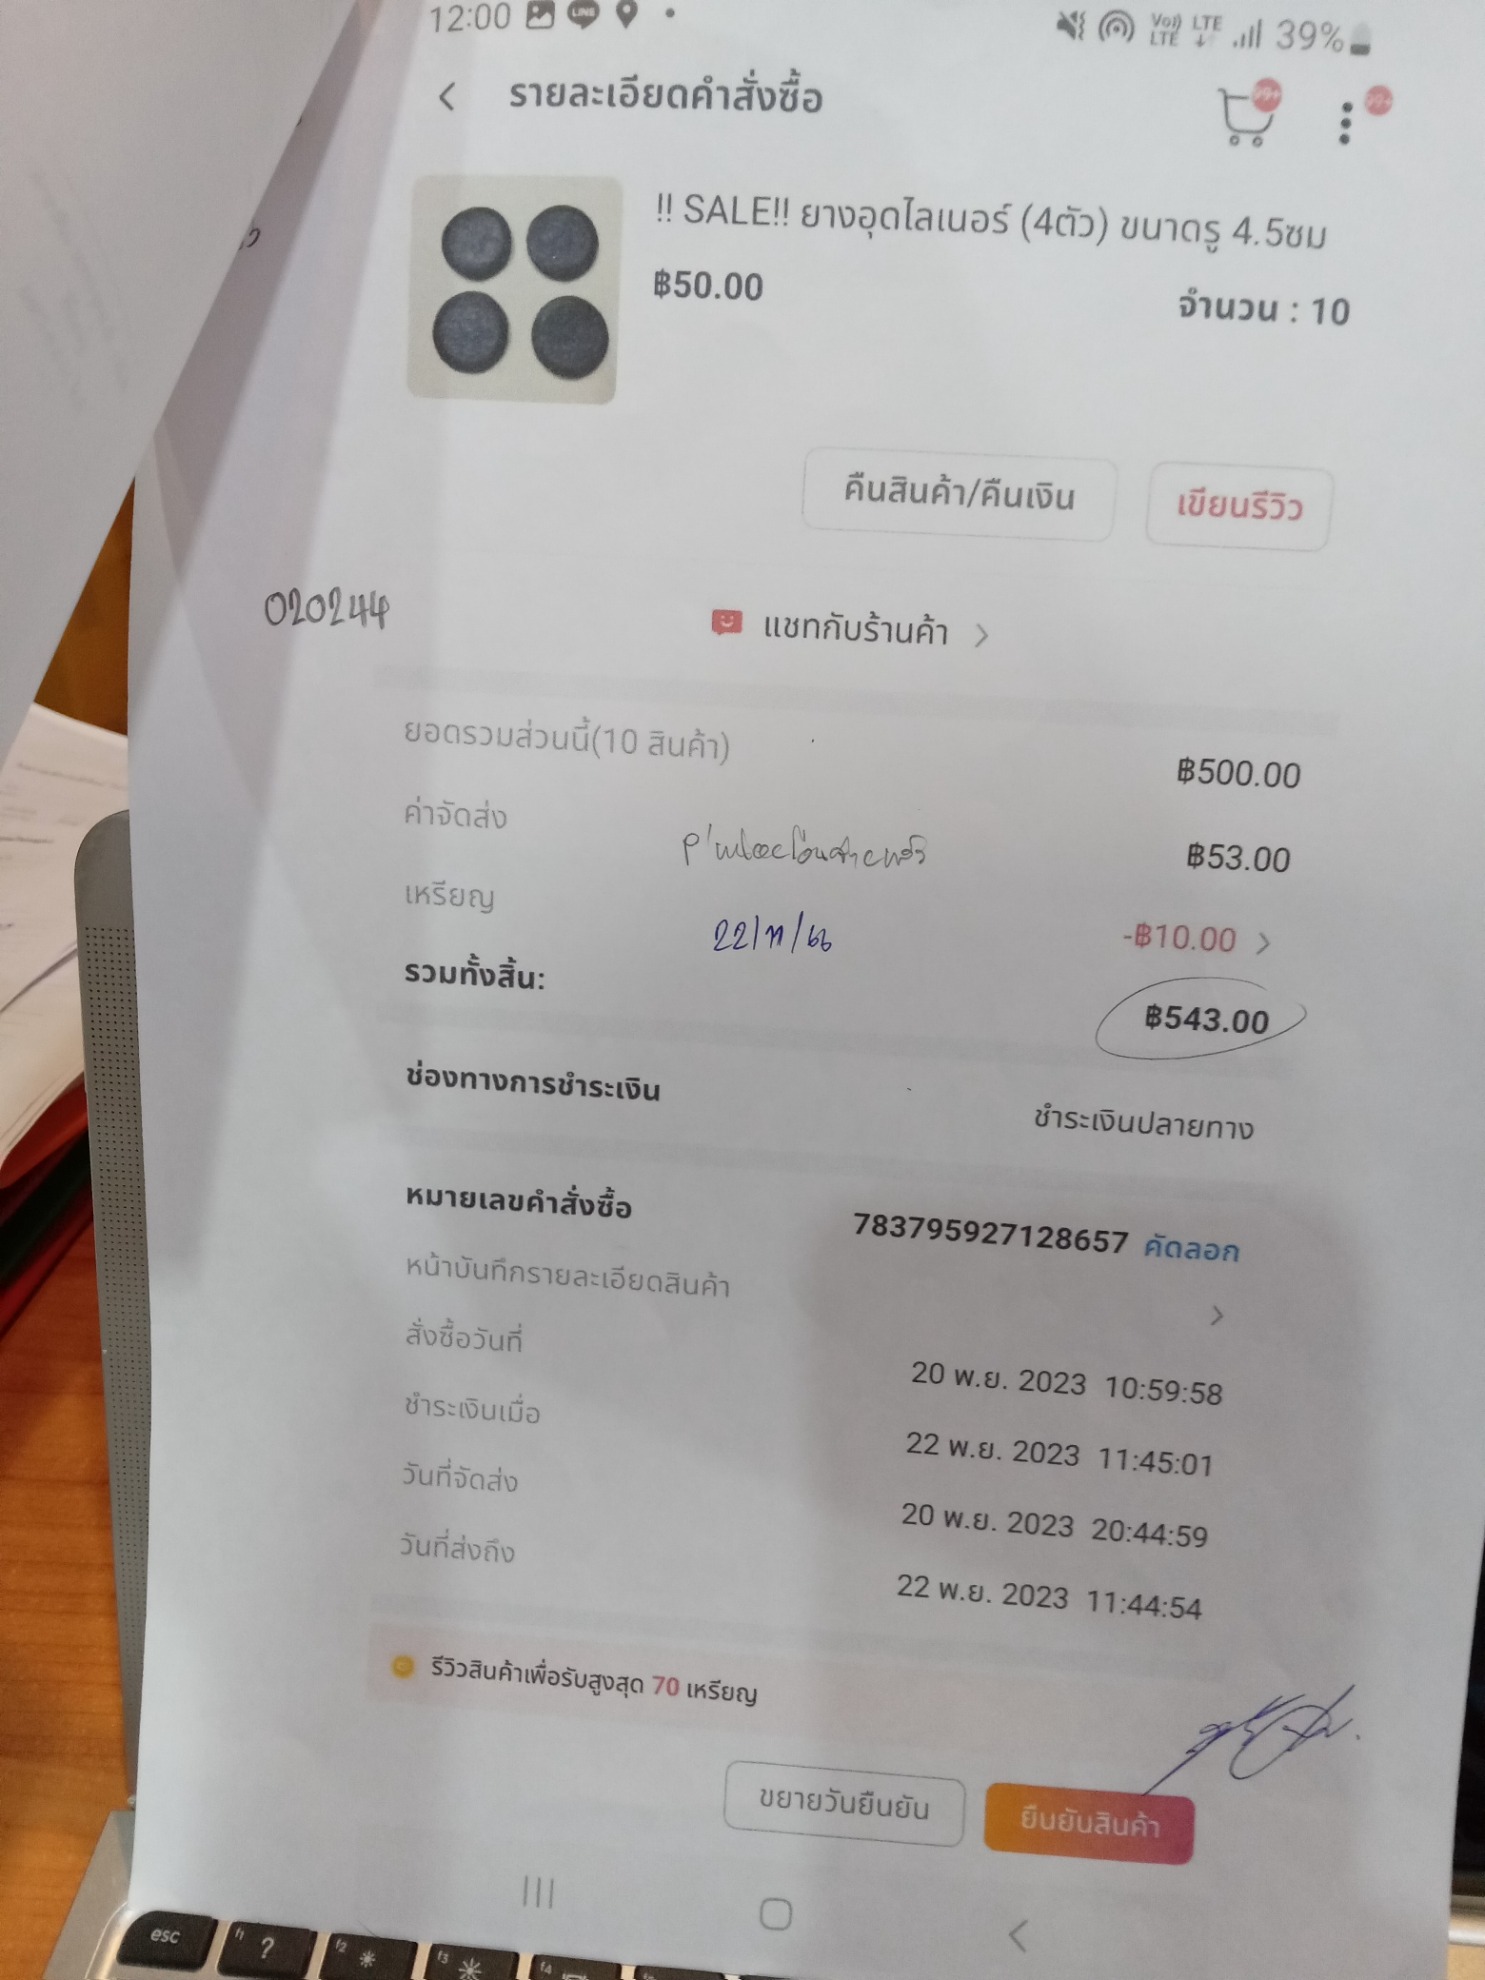 12:00 LINE Vo)) LTE LTE 39%
รายละเอียดคำสั่งซื้อ 99+ 99+
!! SALE!! ยางอุดไลเนอร์ (4ตัว) ขนาดรู 4.5ซม
฿50.00
จำนวน : 10
คืนสินค้า/คืนเงิน เขียนรีวิว
020244
แชทกับร้านค้า
ยอดรวมส่วนนี้(10 สินค้า) ฿500.00
ค่าจัดส่ง ฿53.00
เหรียญ -฿10.00
22/11/66
รวมทั้งสิ้น: ฿543.00
ช่องทางการชำระเงิน ชำระเงินปลายทาง
หมายเลขคำสั่งซื้อ 783795927128657 คัดลอก
หน้าบันทึกรายละเอียดสินค้า
สั่งซื้อวันที่ 20 พ.ย. 2023 10:59:58
ชำระเงินเมื่อ 22 พ.ย. 2023 11:45:01
วันที่จัดส่ง 20 พ.ย. 2023 20:44:59
วันที่ส่งถึง 22 พ.ย. 2023 11:44:54
รีวิวสินค้าเพื่อรับสูงสุด 70 เหรียญ
ขยายวันยืนยัน ยืนยันสินค้า
esc f1 ? f2 f3 f4